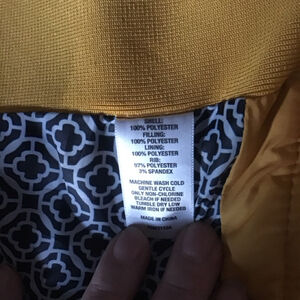 SHELL:
100% POLYESTER
FILLING:
100% POLYESTER
LINING:
100% POLYESTER
RIB:
97% POLYESTER
3% SPANDEX
MACHINE WASH COLD
GENTLE CYCLE
ONLY NON-CHLORINE
BLEACH IF NEEDED
TUMBLE DRY LOW
WARM IRON IF NEEDED
MADE IN CHINA